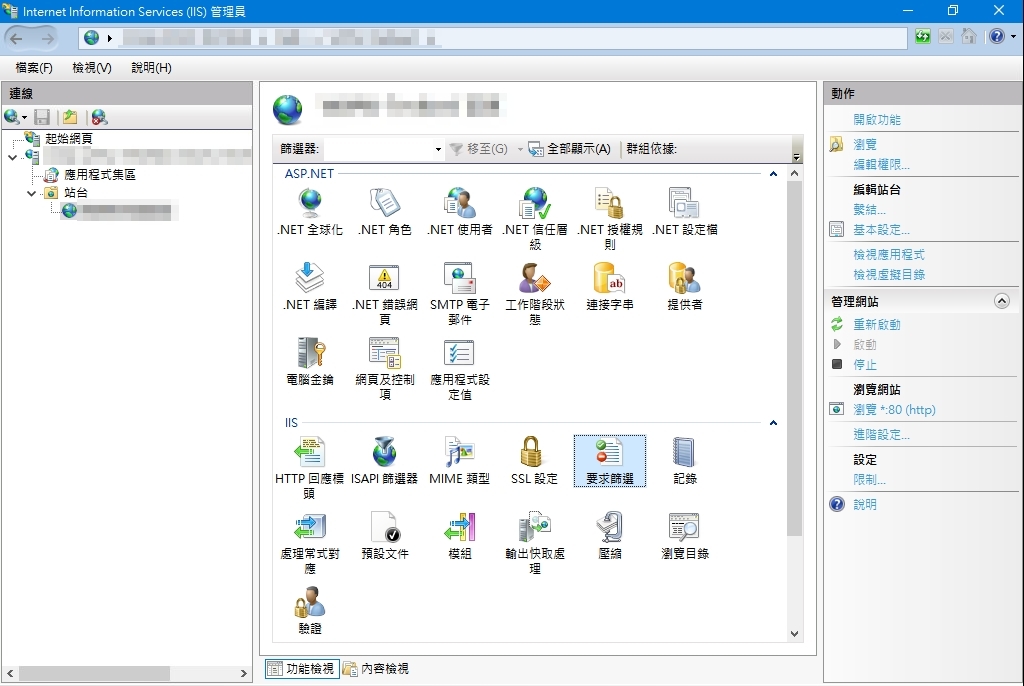 Internet Information Services (IIS) 管理員
檔案(F) 檢視(V) 說明(H)
連線
起始網頁
應用程式集區
站台
篩選器:
移至(G)
全部顯示(A)
群組依據:
ASP.NET
.NET 全球化
.NET 角色
.NET 使用者
.NET 信任層
級
.NET 授權規
則
.NET 設定檔
.NET 編譯
404
.NET 錯誤網
頁
SMTP 電子
郵件
工作階段狀
態
ab
連接字串
提供者
電腦金鑰
網頁及控制
項
應用程式設
定值
IIS
HTTP 回應標
頭
ISAPI 篩選器
MIME 類型
SSL 設定
要求篩選
記錄
處理常式對
應
預設文件
模組
輸出快取處
理
壓縮
瀏覽目錄
驗證
功能檢視
內容檢視
動作
開啟功能
瀏覽
編輯權限...
編輯站台
繫結...
基本設定...
檢視應用程式
檢視虛擬目錄
管理網站
重新啟動
啟動
停止
瀏覽網站
瀏覽 *:80 (http)
進階設定...
設定
限制...
說明